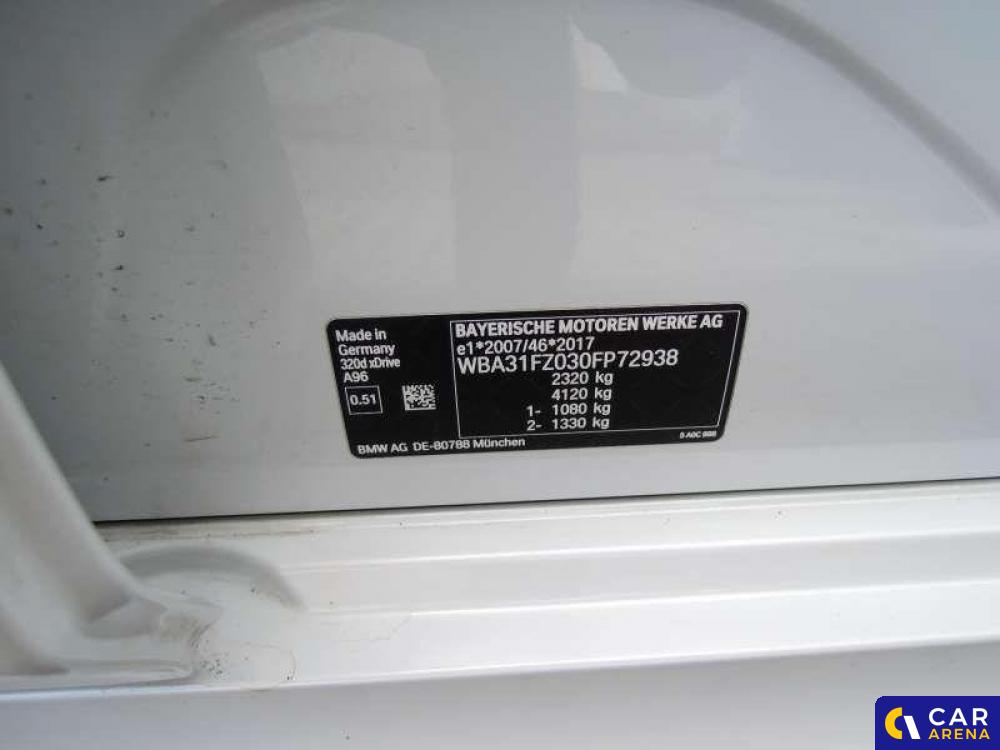 Made in
Germany
320d xDrive
A96
0.51
BAYERISCHE MOTOREN WERKE AG
e1*2007/46*2017
WBA31FZ030FP72938
2320 kg
4120 kg
1- 1080 kg
2- 1330 kg
BMW AG DE-80788 München
CAR
ARENA